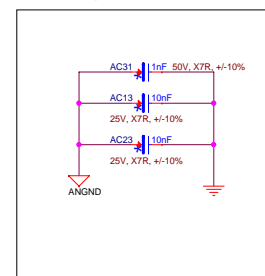 AC31 1nF 50V, X7R, +/-10%
AC13 10nF
25V, X7R, +/-10%
AC23 10nF
25V, X7R, +/-10%
ANGND